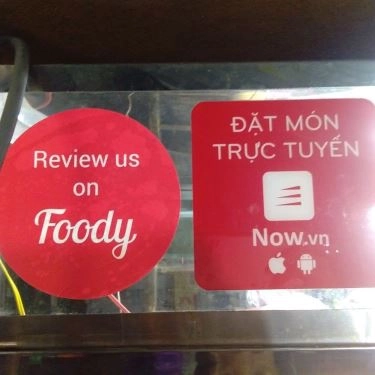 Review us
on
Foody
ĐẶT MÓN
TRỰC TUYẾN
Now.vn